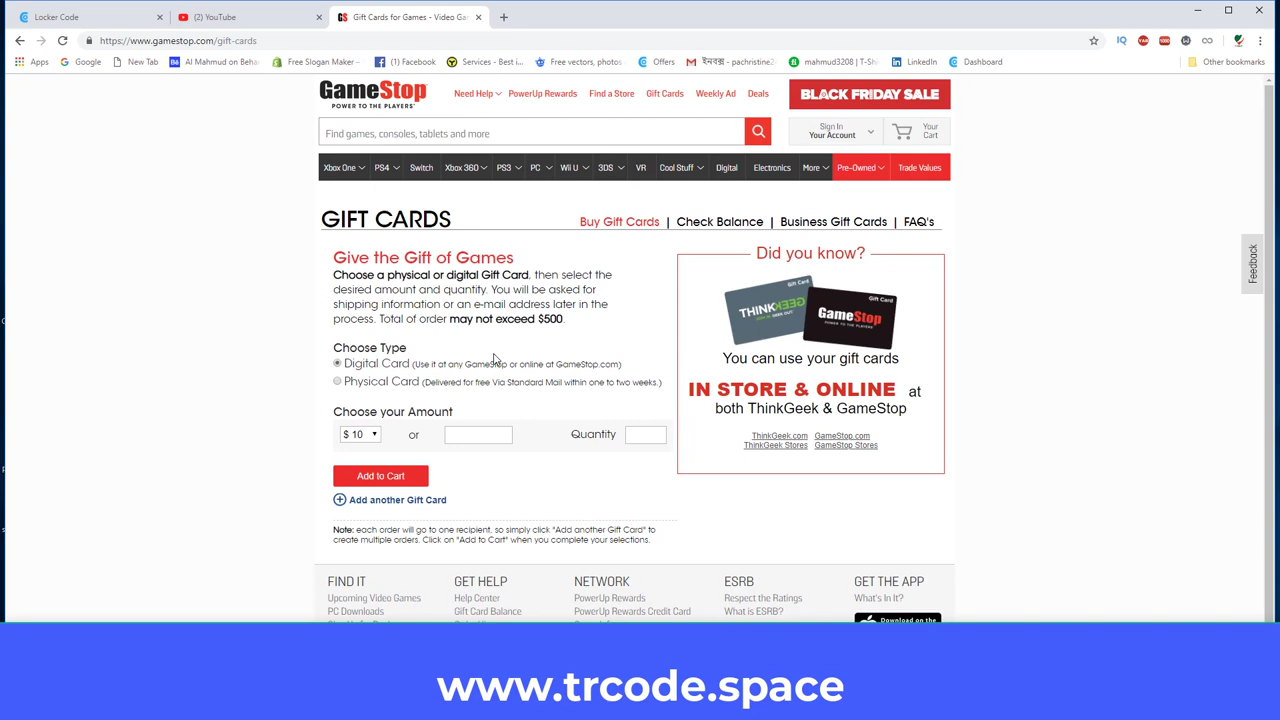 Locker Code
(2) YouTube
Gift Cards for Games - Video Ga
https://www.gamestop.com/gift-cards
Apps
Google
New Tab
Al Mahmud on Behan
Free Slogan Maker -
(1) Facebook
Services - Best i...
Free vectors, photos
Offers
ইনবক্স - pachristine2
mahmud3208 | T-Sh
LinkedIn
Dashboard
Other bookmarks
GameStop
POWER TO THE PLAYERS
Need Help
PowerUp Rewards
Find a Store
Gift Cards
Weekly Ad
Deals
BLACK FRIDAY SALE
Find games, consoles, tablets and more
Sign In
Your Account
Your
Cart
Xbox One
PS4
Switch
Xbox 360
PS3
PC
Wii U
3DS
VR
Cool Stuff
Digital
Electronics
More
Pre-Owned
Trade Values
GIFT CARDS
Buy Gift Cards | Check Balance | Business Gift Cards | FAQ's
Give the Gift of Games
Choose a physical or digital Gift Card, then select the
desired amount and quantity. You will be asked for
shipping information or an e-mail address later in the
process. Total of order may not exceed $500.
Choose Type
Digital Card (Use it at any GameStop or online at GameStop.com)
Physical Card (Delivered for free Via Standard Mail within one to two weeks.)
Choose your Amount
$ 10
or
Quantity
Add to Cart
Add another Gift Card
Note: each order will go to one recipient, so simply click "Add another Gift Card" to
create multiple orders. Click on "Add to Cart" when you complete your selections.
Did you know?
Gift Card
THINKGEEK
Gift Card
GameStop
You can use your gift cards
IN STORE & ONLINE at
both ThinkGeek & GameStop
ThinkGeek.com GameStop.com
ThinkGeek Stores GameStop Stores
Feedback
FIND IT
Upcoming Video Games
PC Downloads
GET HELP
Help Center
Gift Card Balance
NETWORK
PowerUp Rewards
PowerUp Rewards Credit Card
ESRB
Respect the Ratings
What is ESRB?
GET THE APP
What's In It?
Download on the
www.trcode.space